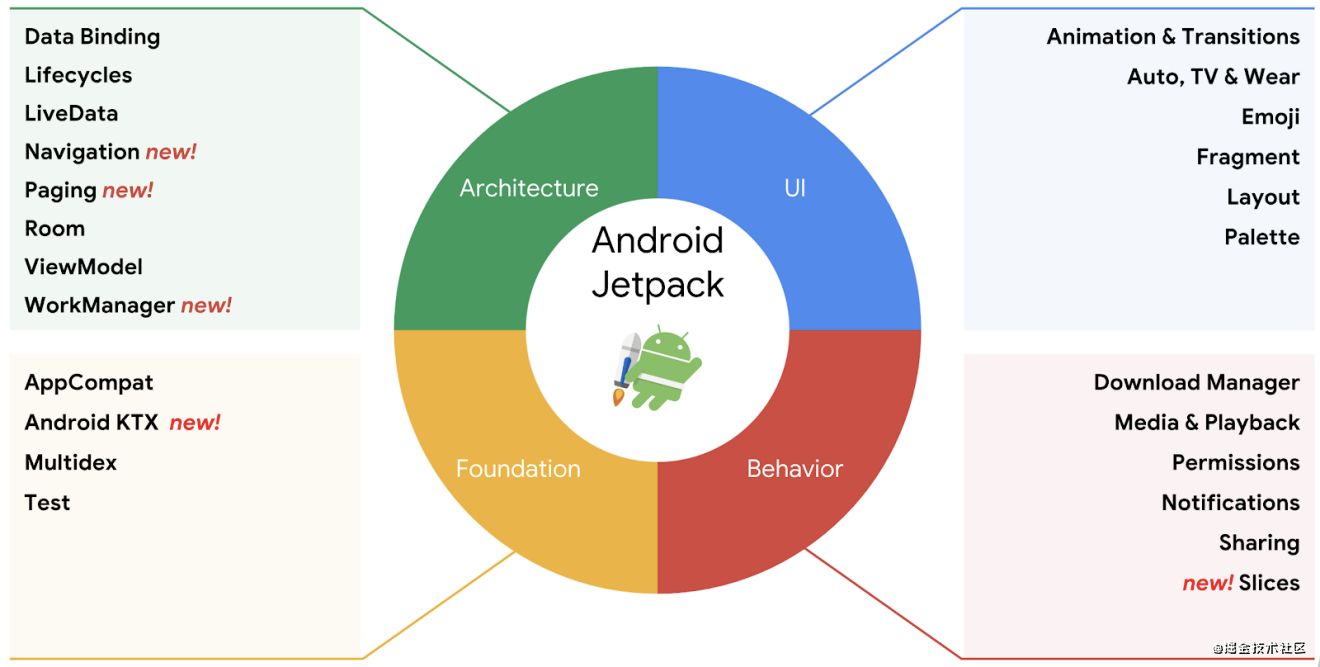 Data Binding
Lifecycles
LiveData
Navigation new!
Paging new!
Room
ViewModel
WorkManager new!
AppCompat
Android KTX new!
Multidex
Test
Architecture
UI
Android
Jetpack
Foundation
Behavior
Animation & Transitions
Auto, TV & Wear
Emoji
Fragment
Layout
Palette
Download Manager
Media & Playback
Permissions
Notifications
Sharing
new! Slices
@掘金技术社区